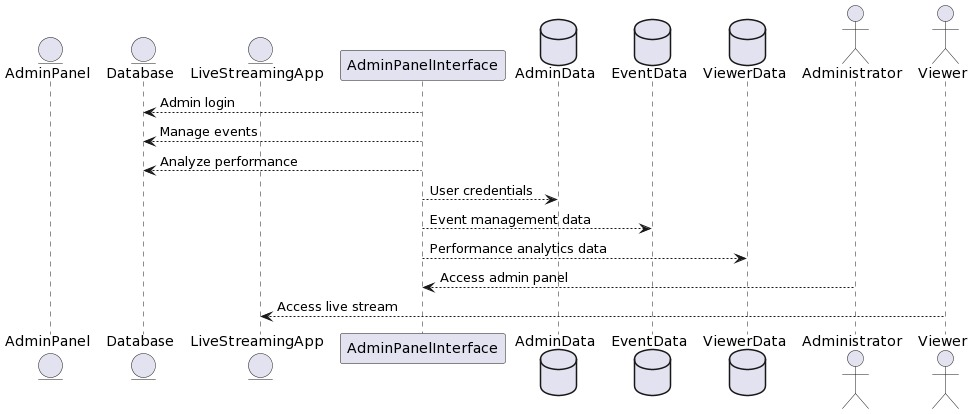 AdminPanel Database LiveStreamingApp AdminPanelInterface AdminData EventData ViewerData Administrator Viewer
Admin login
Manage events
Analyze performance
User credentials
Event management data
Performance analytics data
Access admin panel
Access live stream
AdminPanel Database LiveStreamingApp AdminPanelInterface AdminData EventData ViewerData Administrator Viewer